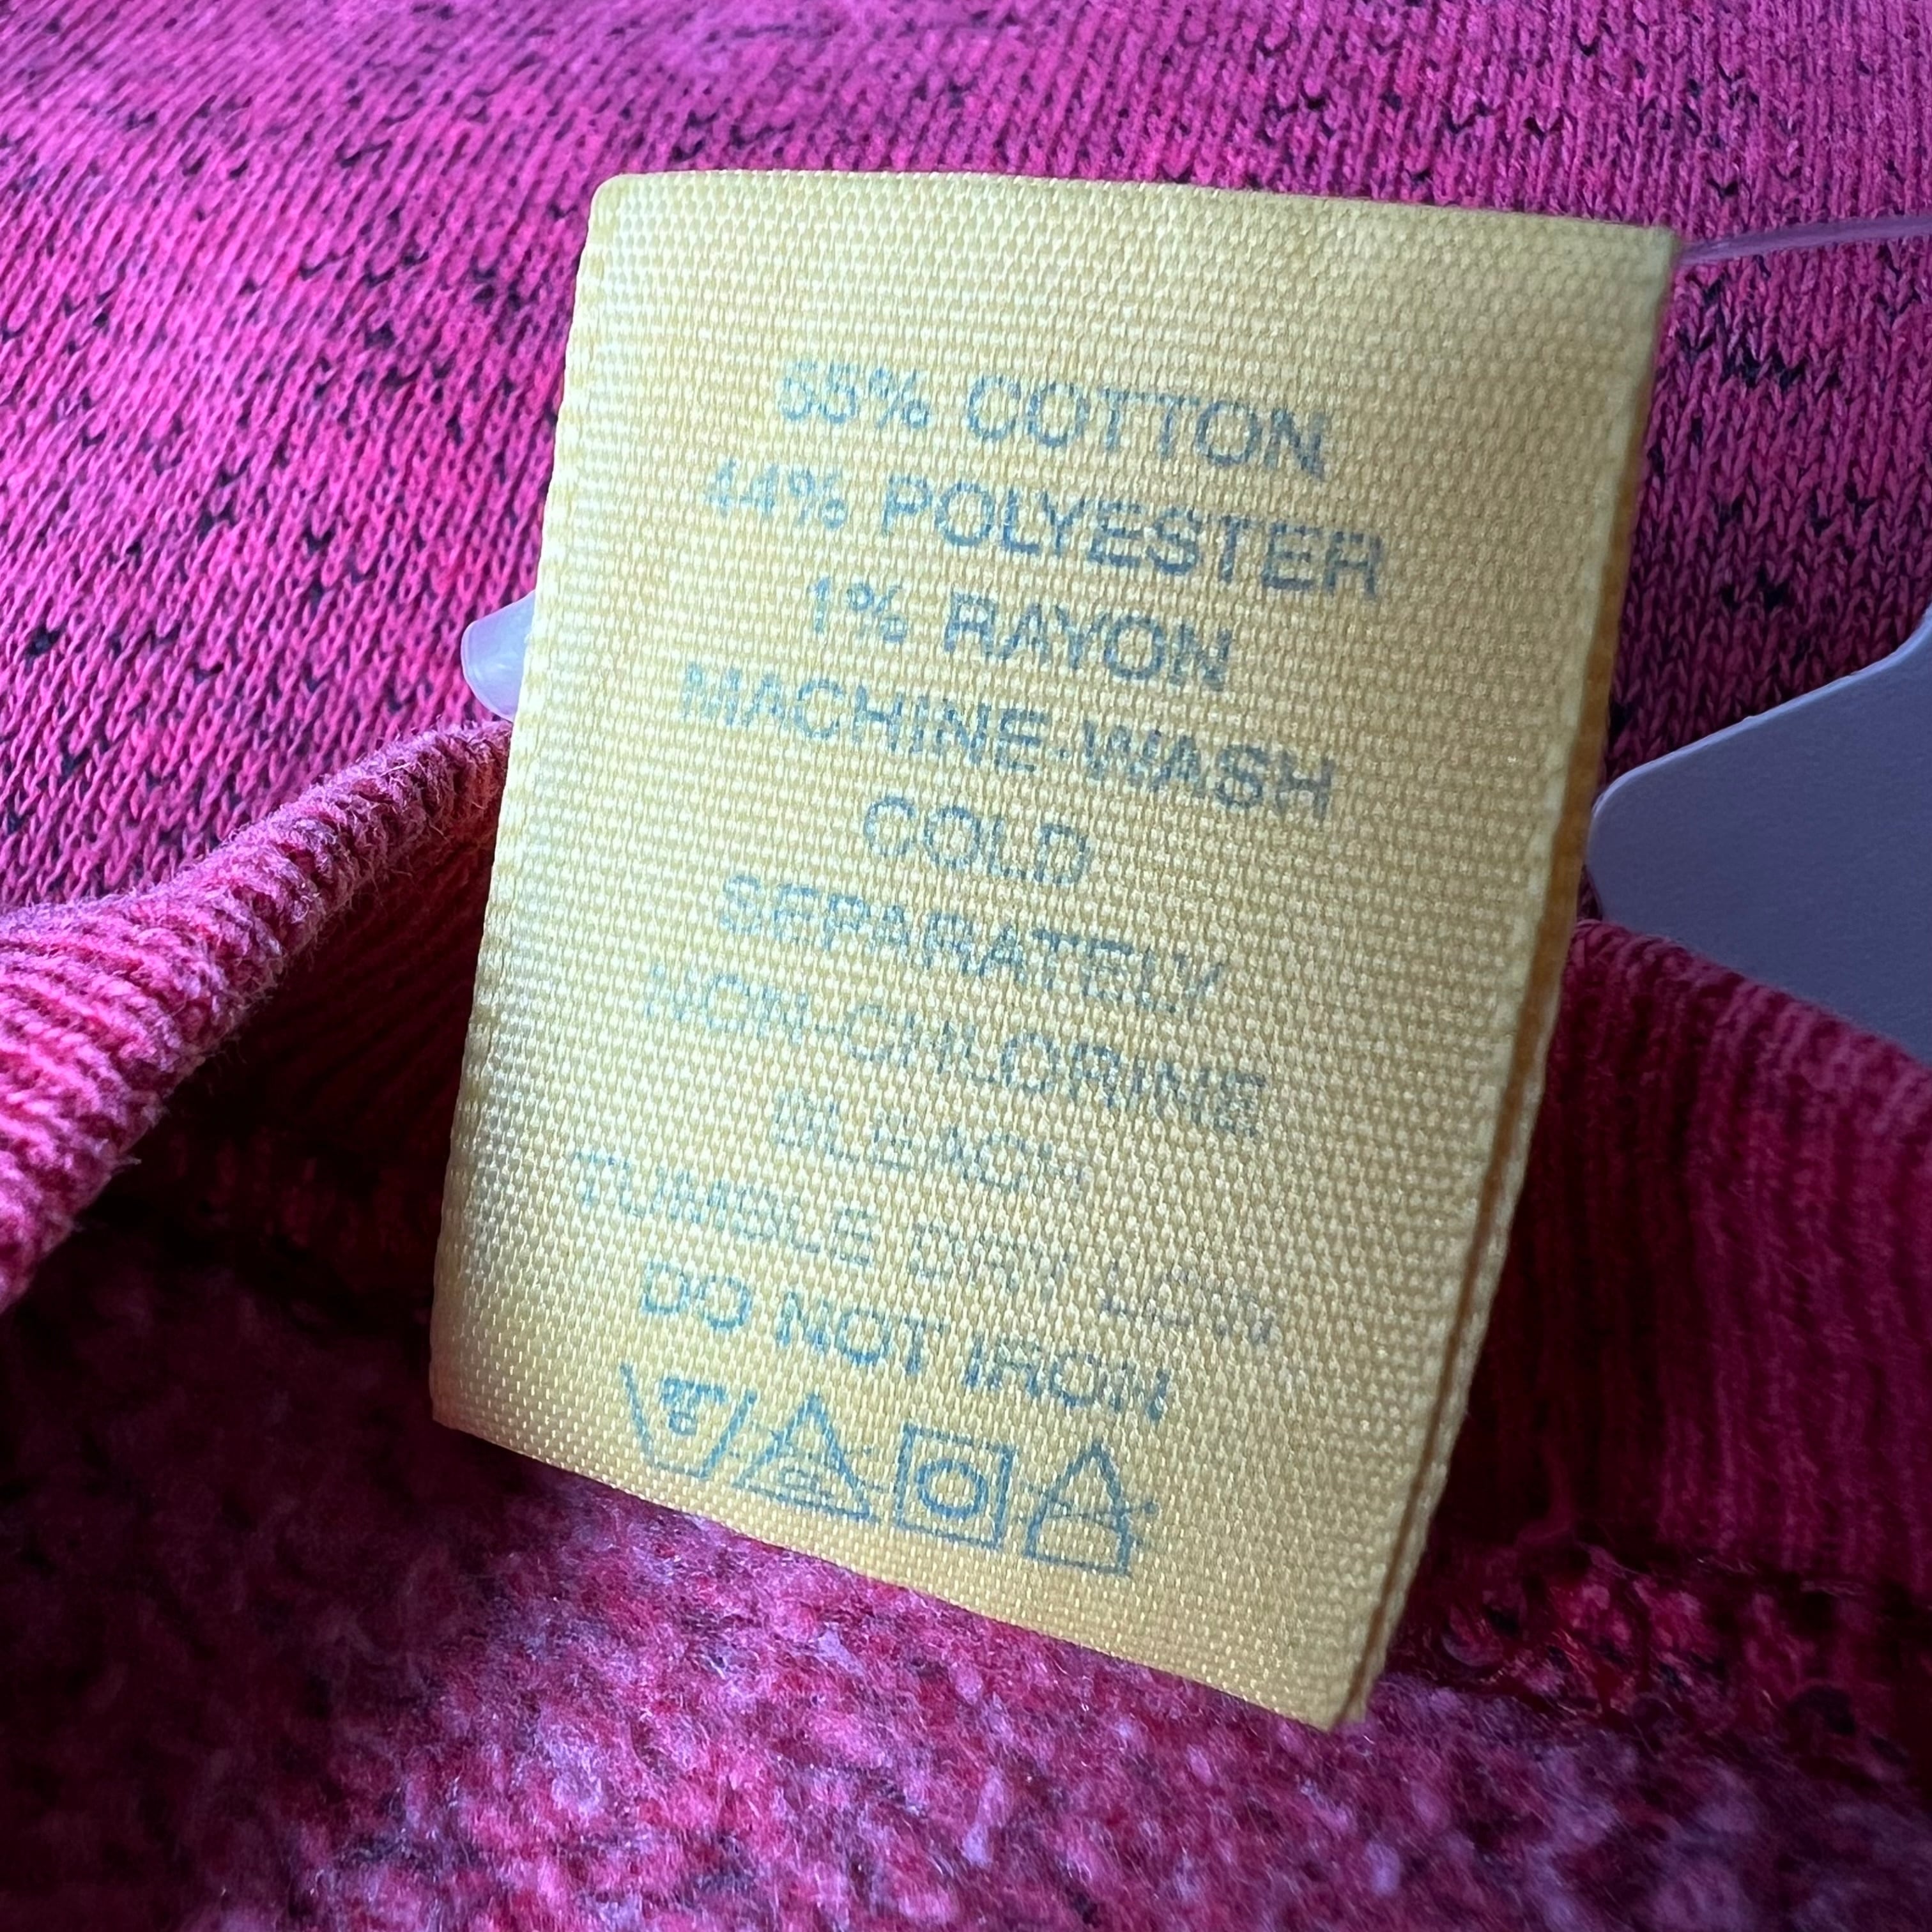 55% COTTON
44% POLYESTER
1% RAYON
MACHINE WASH
COLD
SEPARATELY
NON-CHLORINE
BLEACH
TUMBLE DRY LOW
DO NOT IRON